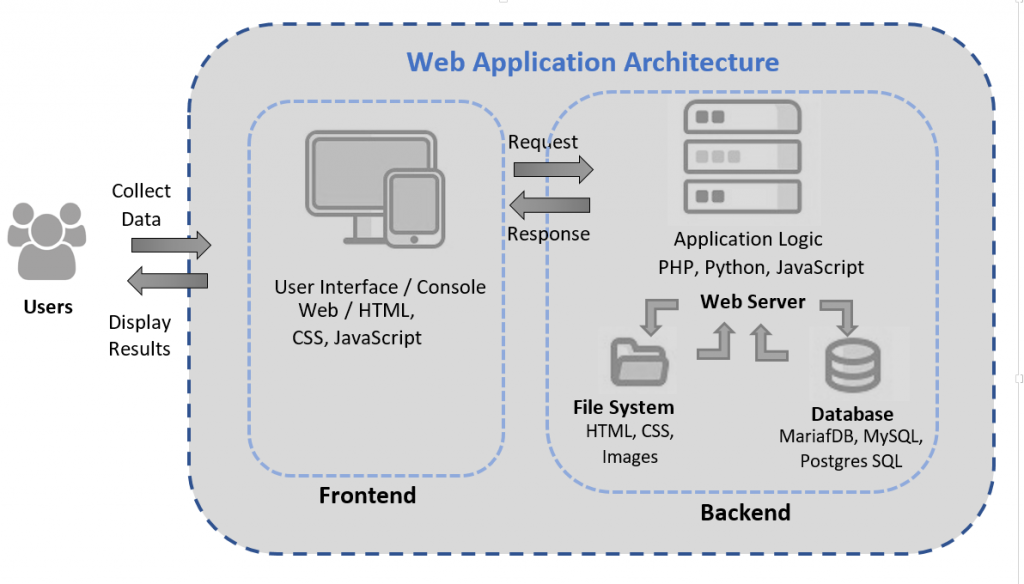 Web Application Architecture
Collect
Data
Users
Display
Results
User Interface / Console
Web / HTML,
CSS, JavaScript
Frontend
Request
Response
Application Logic
PHP, Python, JavaScript
Web Server
File System
HTML, CSS,
Images
Database
MariafDB, MySQL,
Postgres SQL
Backend